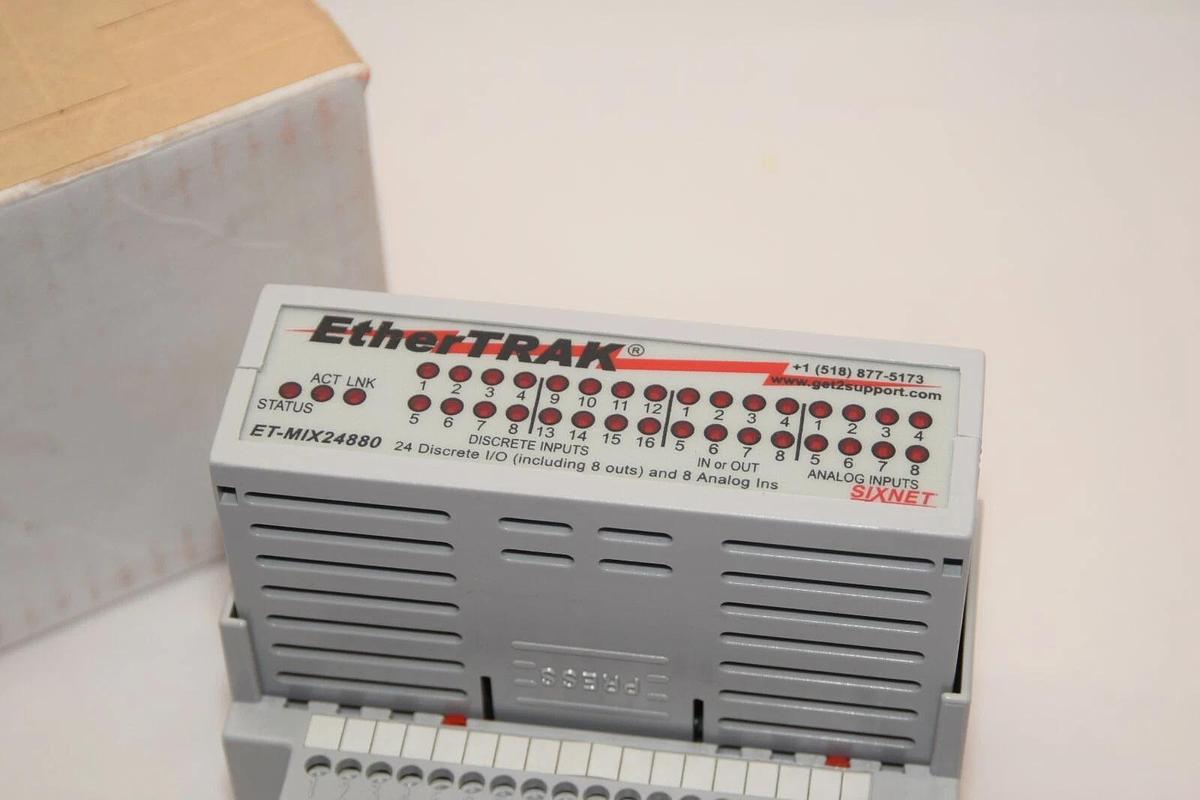 EtherTRAK®
+1 (518) 877-5173
www.get2support.com
ACT LNK
STATUS
1 2 3 4 9 10 11 12 1 2 3 4 1 2 3 4
5 6 7 8 13 14 15 16 5 6 7 8 5 6 7 8
ET-MIX24880
DISCRETE INPUTS
IN or OUT
ANALOG INPUTS
24 Discrete I/O (including 8 outs) and 8 Analog Ins
SIXNET
PRESS